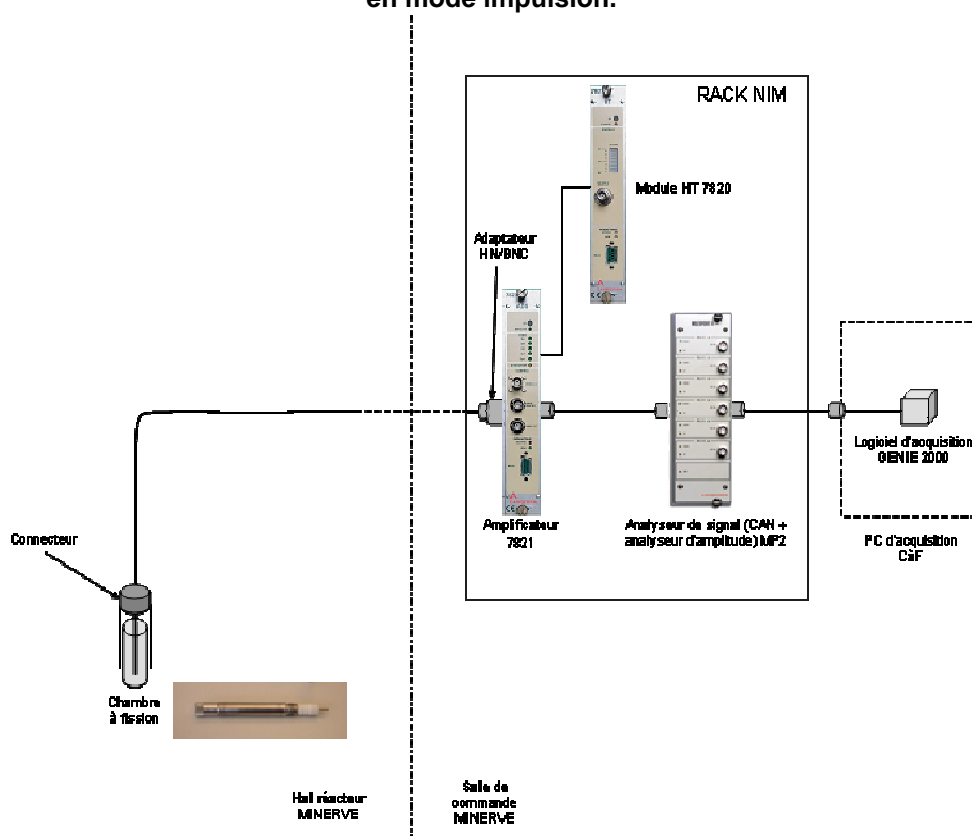 en mode impulsion.
RACK NIM
Module HT 7820
Adaptateur
HN/BNC
Amplificateur
7821
Analyseur de signal (CAN +
analyseur d'amplitude) MP2
Logiciel d'acquisition
GENIE 2000
PC d'acquisition
CàF
Connecteur
Chambre
à fission
Hall réacteur
MINERVE
Salle de
commande
MINERVE